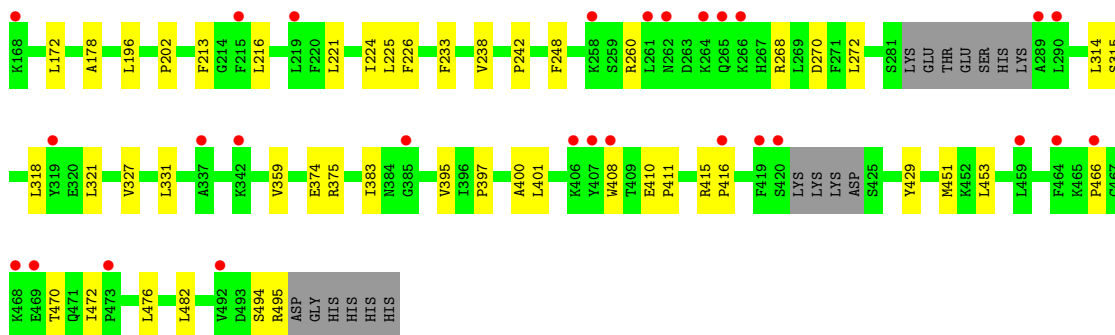 K168 L172 A178 L196 P202 F213 G214 F215 L216 L219 F220 L221 I224 L225 F226 F233 V238 P242 F248 K258 S259 R260 L261 N262 D263 K264 Q265 K266 H267 R268 L269 D270 F271 L272 S281 LYS GLU THR GLU SER HIS LYS A289 L290 L314 S315
L318 Y319 E320 L321 V327 L331 A337 K342 V359 E374 R375 I383 N384 G385 V395 I396 P397 A400 L401 K406 Y407 W408 T409 E410 P411 R415 P416 F419 S420 LYS LYS LYS ASP S425 Y429 M451 K452 L453 L459 F464 K465 P466 C467
K468 E469 T470 Q471 I472 P473 L476 L482 V492 D493 S494 R495 ASP GLY HIS HIS HIS HIS